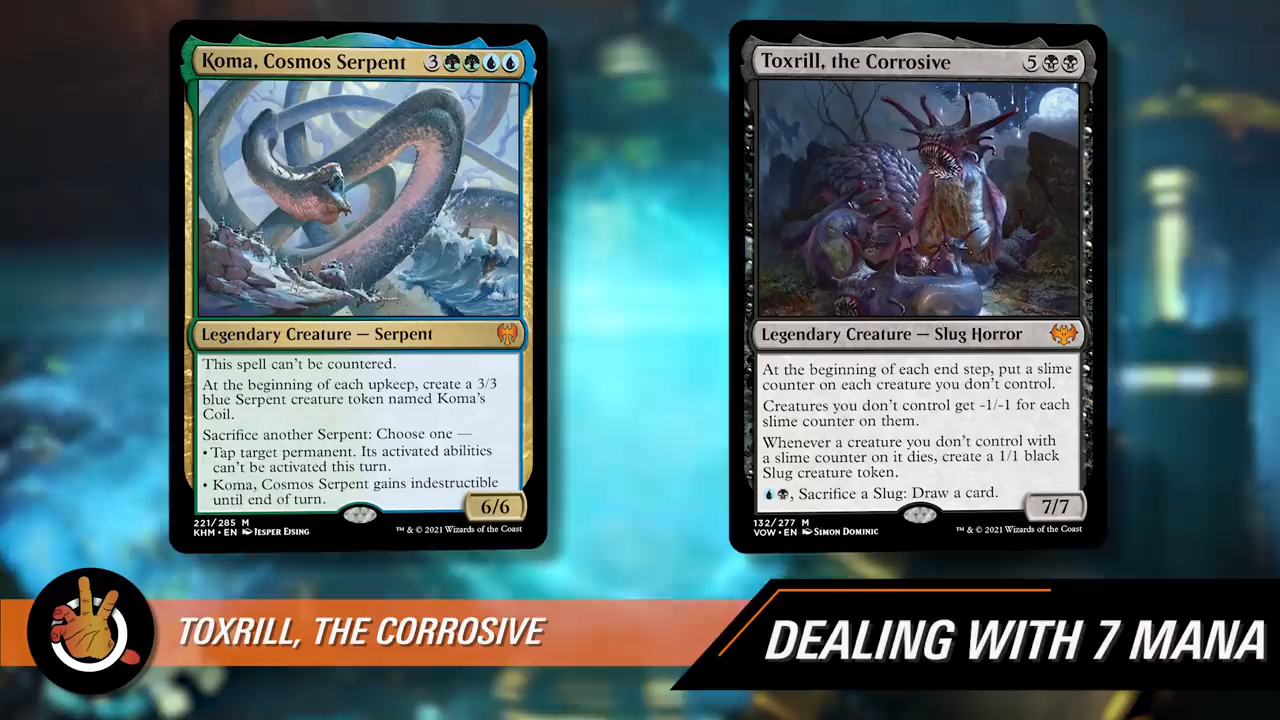 Koma, Cosmos Serpent 3
Legendary Creature — Serpent
This spell can't be countered.
At the beginning of each upkeep, create a 3/3
blue Serpent creature token named Koma's
Coil.
Sacrifice another Serpent: Choose one —
• Tap target permanent. Its activated abilities
can't be activated this turn.
• Koma, Cosmos Serpent gains indestructible
until end of turn.
6/6
221/285 M
KHM • EN Jesper Ejsing
™ & © 2021 Wizards of the Coast
Toxrill, the Corrosive 5
Legendary Creature — Slug Horror
At the beginning of each end step, put a slime
counter on each creature you don't control.
Creatures you don't control get -1/-1 for each
slime counter on them.
Whenever a creature you don't control with
a slime counter on it dies, create a 1/1 black
Slug creature token.
, Sacrifice a Slug: Draw a card.
7/7
132/277 M
VOW • EN Simon Dominic
™ & © 2021 Wizards of the Coast
TOXRILL, THE CORROSIVE
DEALING WITH 7 MANA